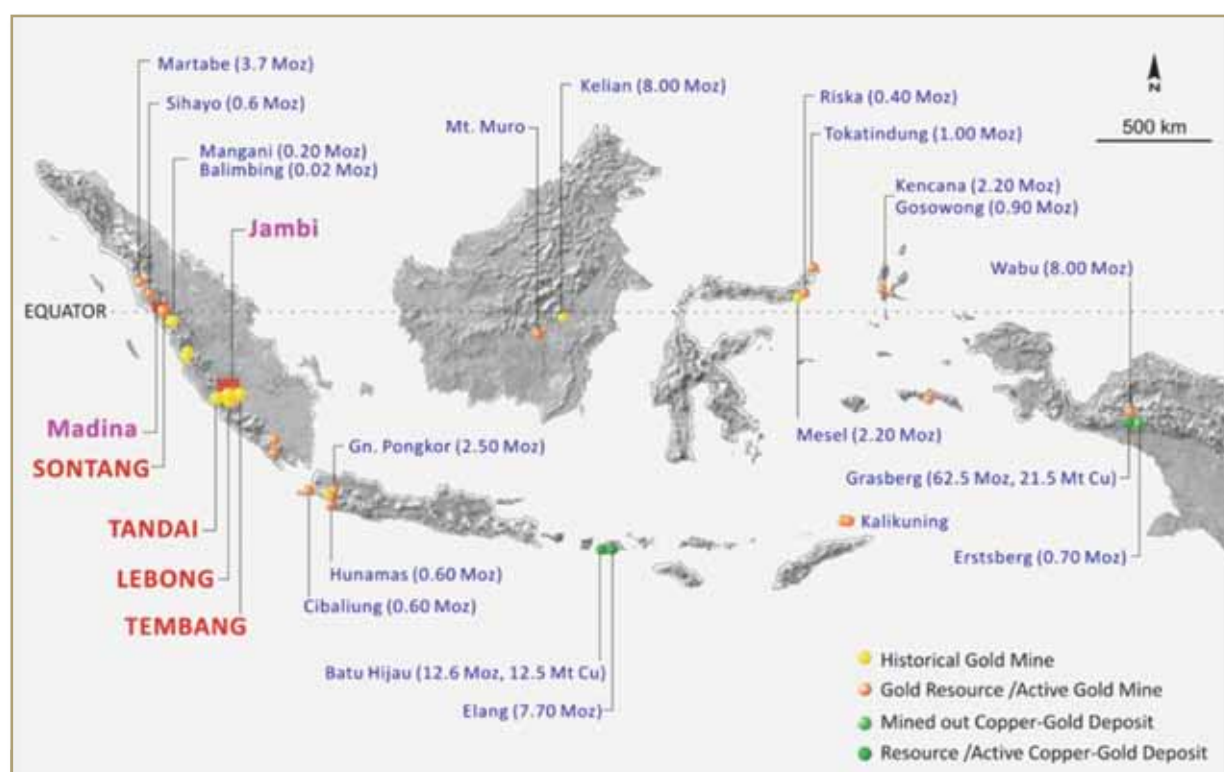 Martabe (3.7 Moz)
Sihayo (0.6 Moz)
Mangani (0.20 Moz)
Balimbing (0.02 Moz)
Jambi
Mt. Muro
Kelian (8.00 Moz)
Riska (0.40 Moz)
Tokatindung (1.00 Moz)
Kencana (2.20 Moz)
Gosowong (0.90 Moz)
N
500 km
Wabu (8.00 Moz)
EQUATOR
Madina
SONTANG
TANDAI
LEBONG
TEMBANG
Gn. Pongkor (2.50 Moz)
Hunamas (0.60 Moz)
Cibaliung (0.60 Moz)
Mesel (2.20 Moz)
Grasberg (62.5 Moz, 21.5 Mt Cu)
Kalikuning
Erstsberg (0.70 Moz)
Batu Hijau (12.6 Moz, 12.5 Mt Cu)
Elang (7.70 Moz)
Historical Gold Mine
Gold Resource /Active Gold Mine
Mined out Copper-Gold Deposit
Resource /Active Copper-Gold Deposit